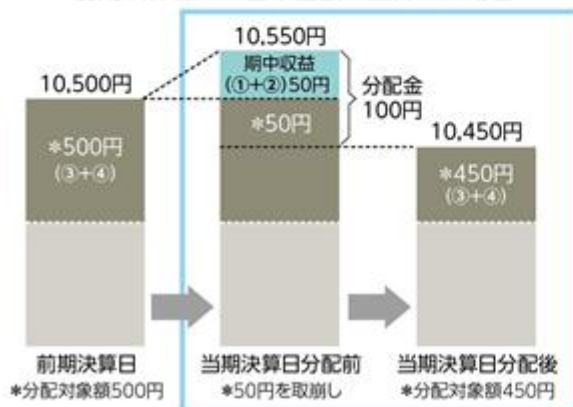 10,550円
期中収益
(①+②)50円
10,500円
分配金
100円
*50円
*500円
(③+④)
10,450円
*450円
(③+④)
前期決算日
*分配対象額500円
当期決算日分配前
*50円を取崩し
当期決算日分配後
*分配対象額450円